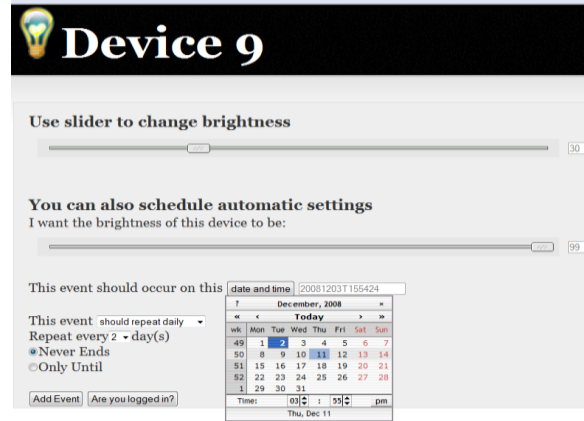 Device 9
Use slider to change brightness
30
You can also schedule automatic settings
I want the brightness of this device to be:
99
This event should occur on this date and time 20081203T155424
? December, 2008 ×
« ‹ Today › »
wk Mon Tue Wed Thu Fri Sat Sun
49 1 2 3 4 5 6 7
50 8 9 10 11 12 13 14
51 15 16 17 18 19 20 21
52 22 23 24 25 26 27 28
1 29 30 31
Time: 03 : 55 pm
Thu, Dec 11
This event should repeat daily
Repeat every 2 day(s)
Never Ends
Only Until
Add Event Are you logged in?